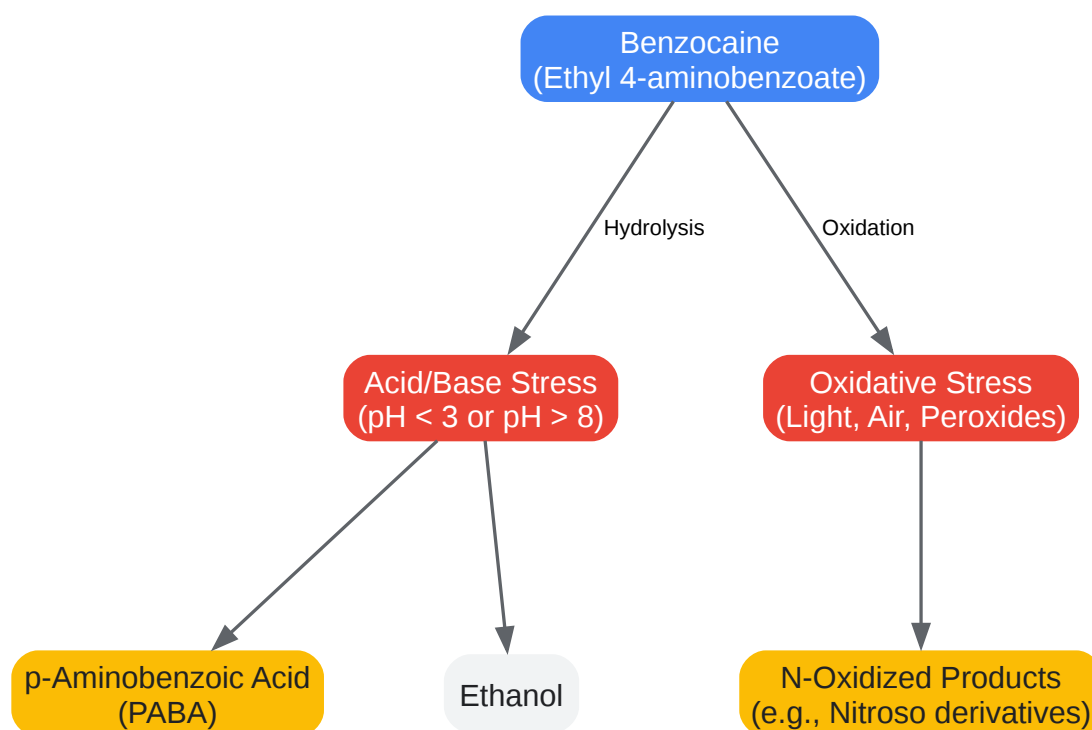 Benzocaine
(Ethyl 4-aminobenzoate)
Hydrolysis
Oxidation
Acid/Base Stress
(pH < 3 or pH > 8)
Oxidative Stress
(Light, Air, Peroxides)
p-Aminobenzoic Acid
(PABA)
Ethanol
N-Oxidized Products
(e.g., Nitroso derivatives)